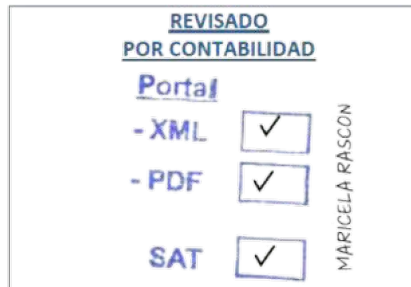 REVISADO
POR CONTABILIDAD
Portal
- XML ✓
- PDF ✓
SAT ✓
MARICELA RASCON